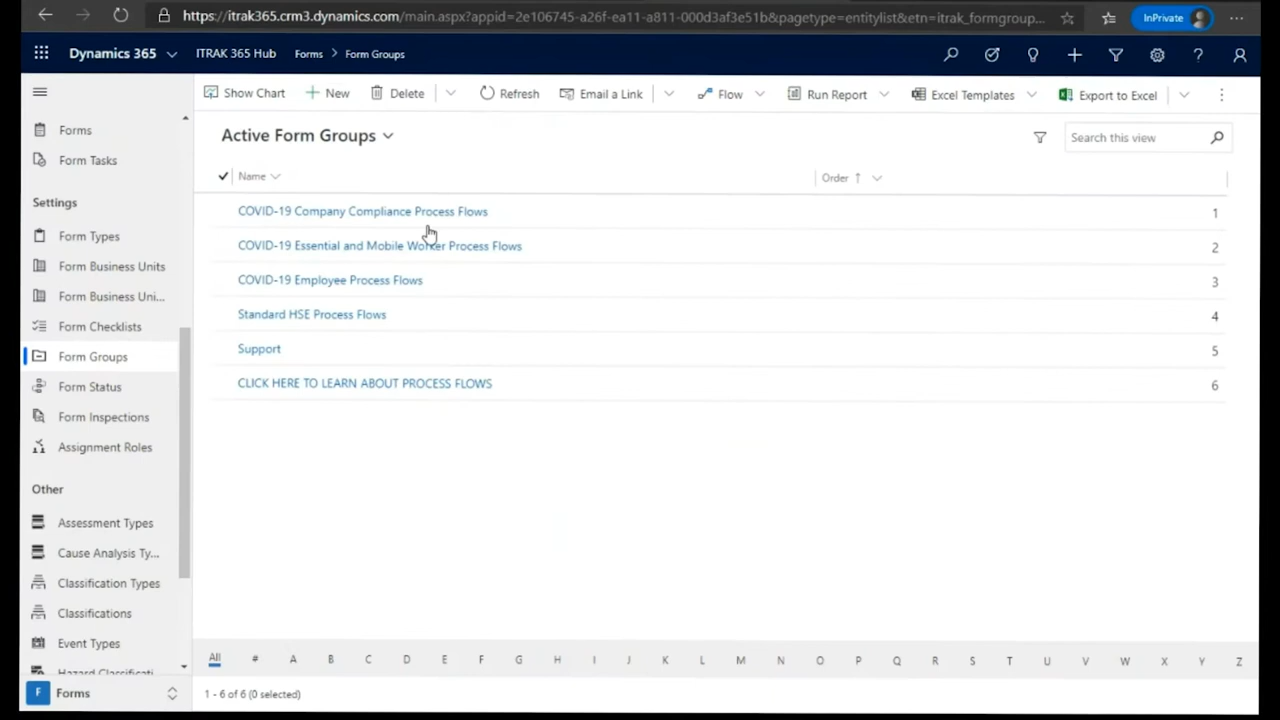 https://itrak365.crm3.dynamics.com/main.aspx?appid=2e106745-a26f-ea11-a811-000d3af3e51b&pagetype=entitylist&etn=itrak_formgroup...
InPrivate
Dynamics 365
ITRAK 365 Hub
Forms > Form Groups
Show Chart
New
Delete
Refresh
Email a Link
Flow
Run Report
Excel Templates
Export to Excel
Forms
Form Tasks
Settings
Form Types
Form Business Units
Form Business Uni...
Form Checklists
Form Groups
Form Status
Form Inspections
Assignment Roles
Other
Assessment Types
Cause Analysis Ty...
Classification Types
Classifications
Event Types
Hazard Classificati
F Forms
Active Form Groups
Search this view
Name
Order ↑
COVID-19 Company Compliance Process Flows 1
COVID-19 Essential and Mobile Worker Process Flows 2
COVID-19 Employee Process Flows 3
Standard HSE Process Flows 4
Support 5
CLICK HERE TO LEARN ABOUT PROCESS FLOWS 6
All # A B C D E F G H I J K L M N O P Q R S T U V W X Y Z
1 - 6 of 6 (0 selected)